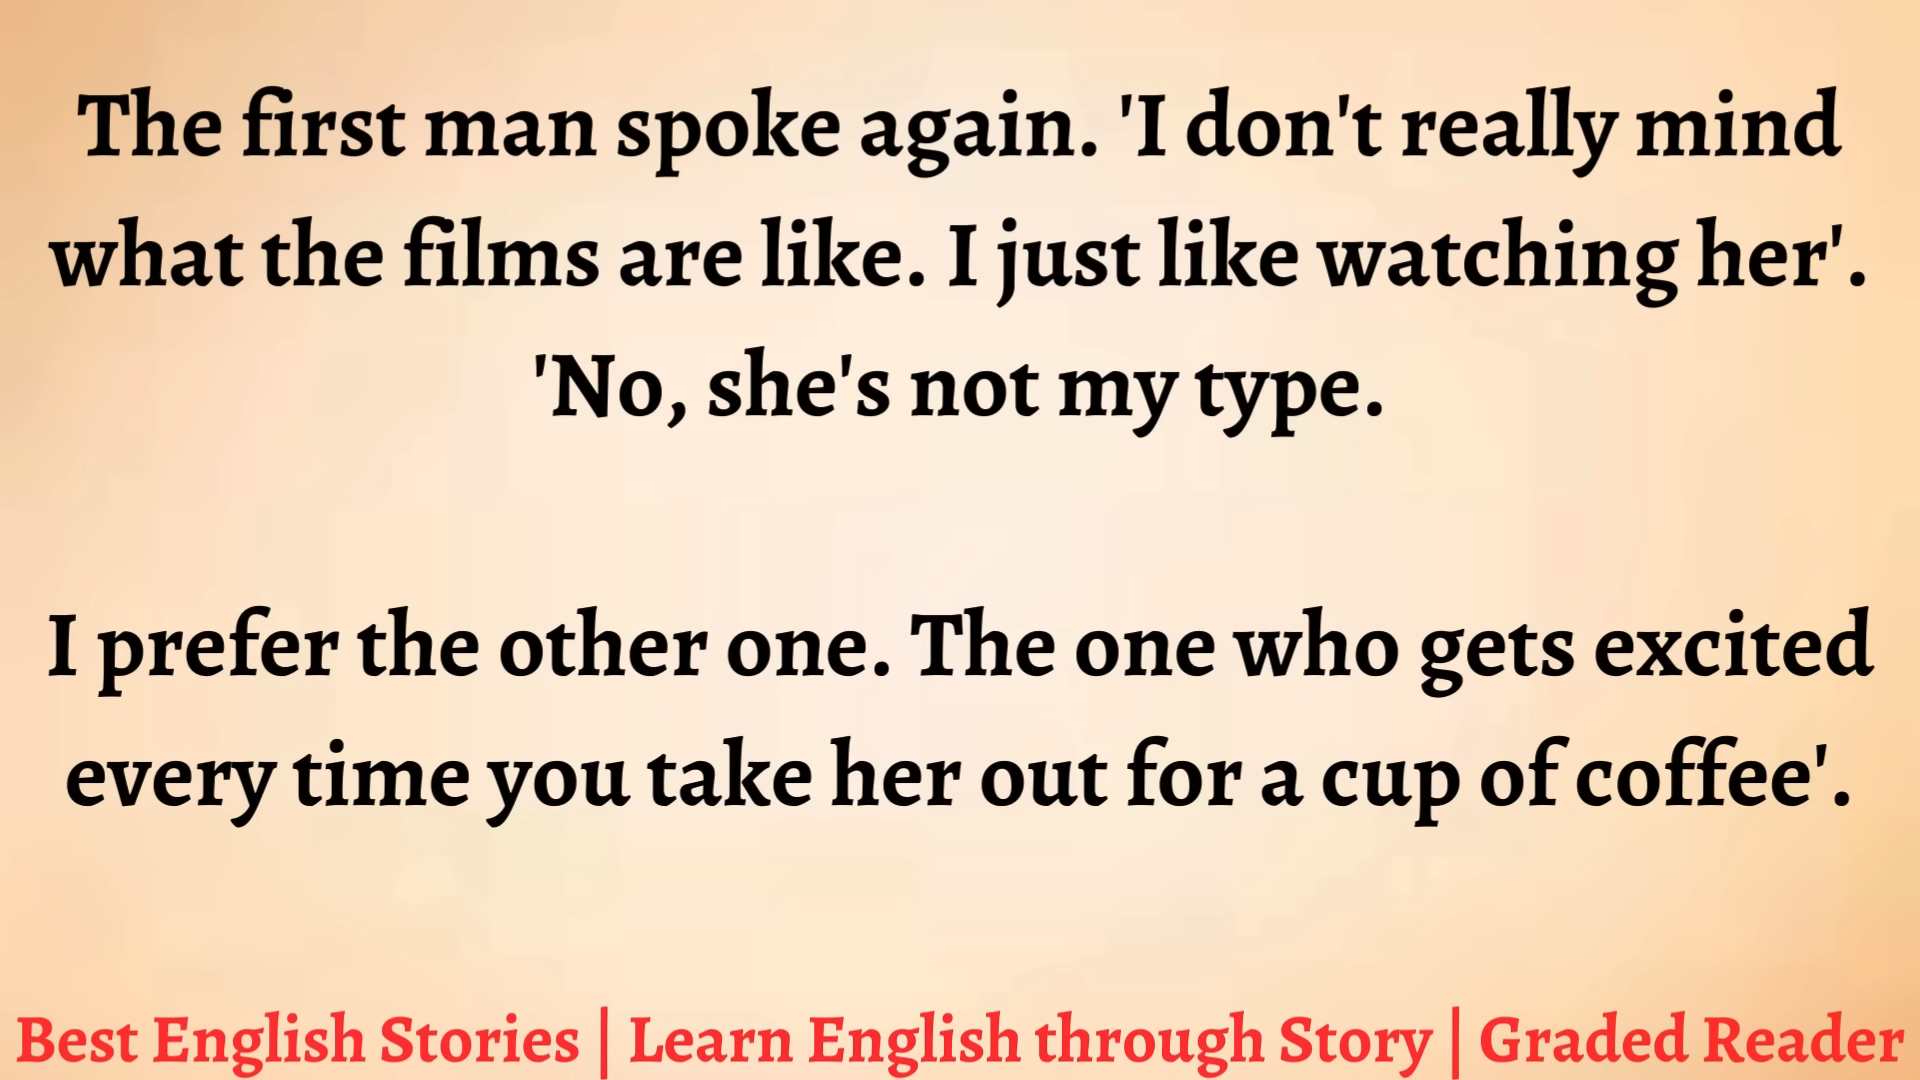 The first man spoke again. 'I don't really mind
what the films are like. I just like watching her'.
'No, she's not my type.
I prefer the other one. The one who gets excited
every time you take her out for a cup of coffee'.
Best English Stories | Learn English through Story | Graded Reader